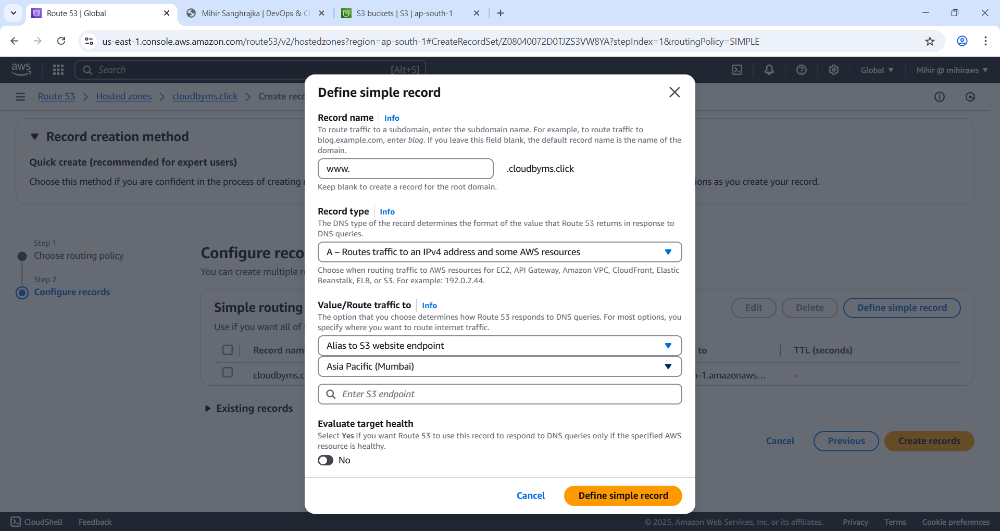 Route 53 | Global
Mihir Sanghrajka | DevOps & Cl
S3 buckets | S3 | ap-south-1
us-east-1.console.aws.amazon.com/route53/v2/hostedzones?region=ap-south-1#CreateRecordSet/Z08040072D0TJZS3VW8YA?stepIndex=1&routingPolicy=SIMPLE
aws
Search
[Alt+S]
Global
Mihir @ mihiraws
Route 53
Hosted zones
cloudbyms.click
Create reco
Record creation method
Quick create (recommended for expert users)
Choose this method if you are confident in the process of creating
ions as you create your record.
Step 1
Choose routing policy
Step 2
Configure records
Configure reco
You can create multiple r
Simple routing
Edit
Delete
Define simple record
Use if you want all of
Record nam
to
TTL (seconds)
cloudbyms.c
-1.amazonaws...
-
Existing records
Cancel
Previous
Create records
Define simple record
Record name
Info
To route traffic to a subdomain, enter the subdomain name. For example, to route traffic to
blog.example.com, enter blog. If you leave this field blank, the default record name is the name of the
domain.
www.
.cloudbyms.click
Keep blank to create a record for the root domain.
Record type
Info
The DNS type of the record determines the format of the value that Route 53 returns in response to
DNS queries.
A – Routes traffic to an IPv4 address and some AWS resources
Choose when routing traffic to AWS resources for EC2, API Gateway, Amazon VPC, CloudFront, Elastic
Beanstalk, ELB, or S3. For example: 192.0.2.44.
Value/Route traffic to
Info
The option that you choose determines how Route 53 responds to DNS queries. For most options, you
specify where you want to route internet traffic.
Alias to S3 website endpoint
Asia Pacific (Mumbai)
Enter S3 endpoint
Evaluate target health
Select Yes if you want Route 53 to use this record to respond to DNS queries only if the specified AWS
resource is healthy.
No
Cancel
Define simple record
CloudShell
Feedback
© 2025, Amazon Web Services, Inc. or its affiliates.
Privacy
Terms
Cookie preferences